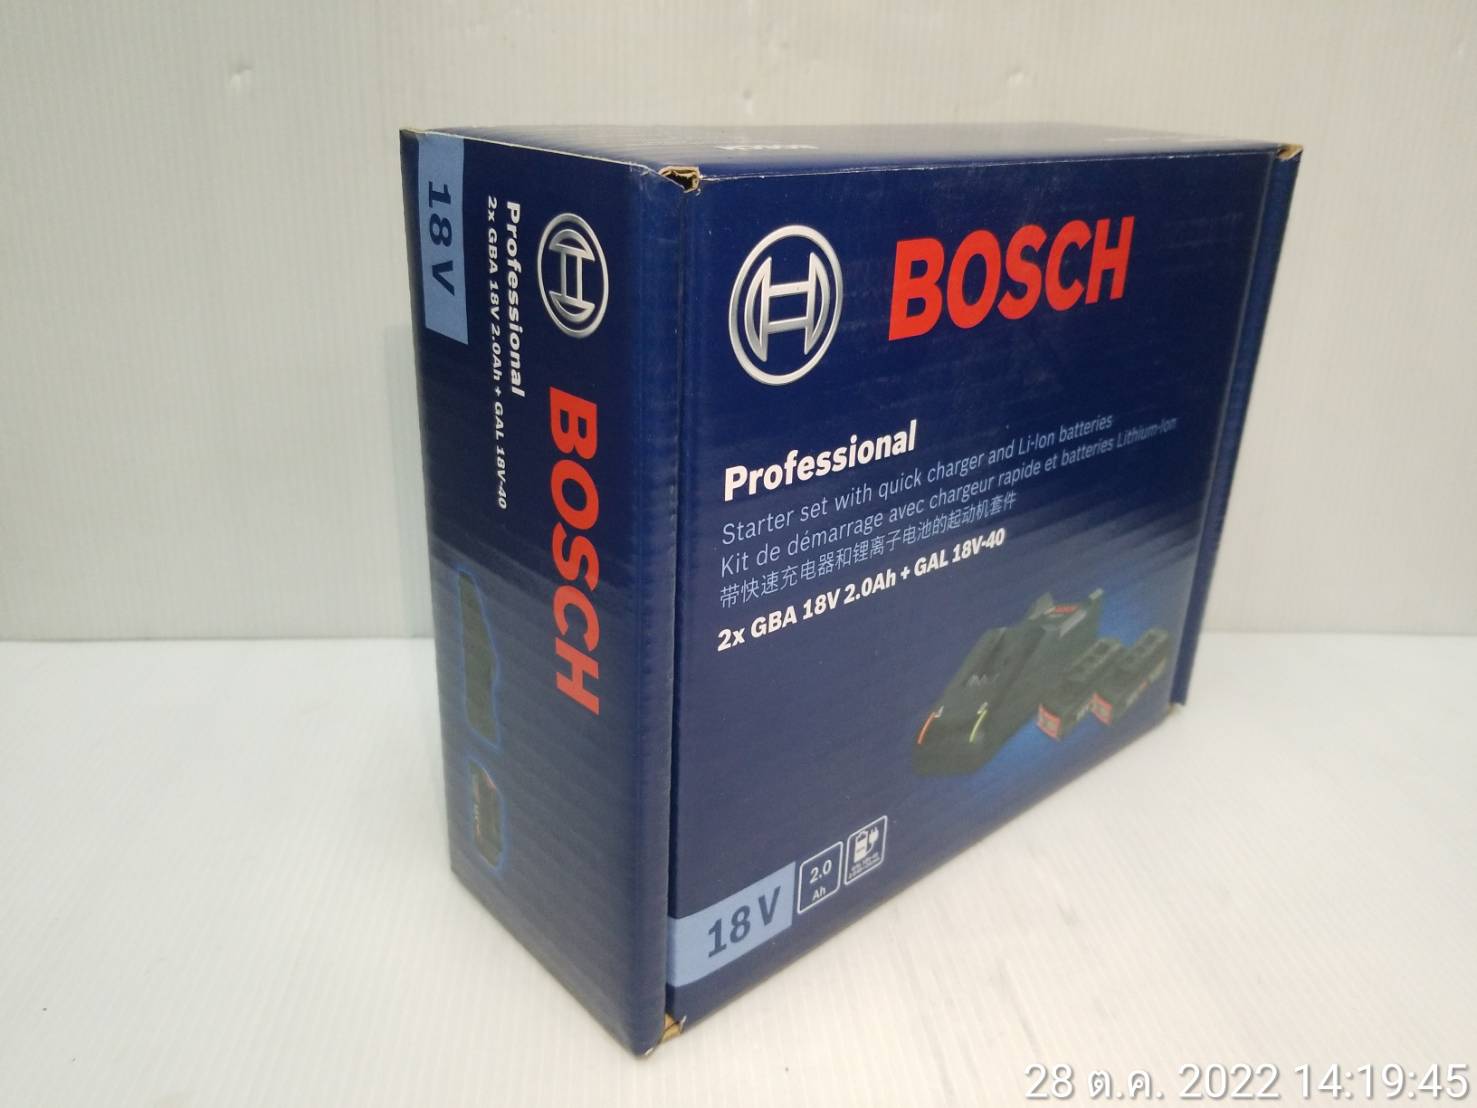 18 V
Professional
2x GBA 18V 2.0Ah + GAL 18V-40
BOSCH
BOSCH
Professional
Starter set with quick charger and Li-Ion batteries
Kit de démarrage avec chargeur rapide et batteries Lithium-Ion
带快速充电器和锂离子电池的起动机套件
2x GBA 18V 2.0Ah + GAL 18V-40
BOSCH
18 V
2.0
Ah
28 ต.ค. 2022 14:19:45